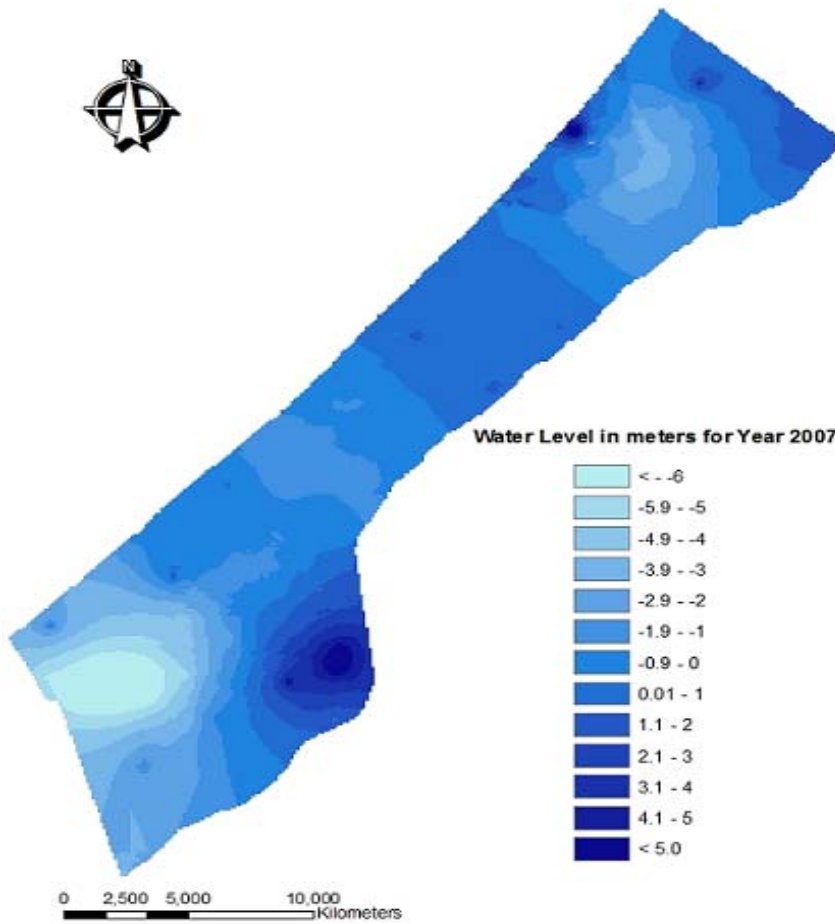 N
Water Level in meters for Year 2007
< - -6
-5.9 - -5
-4.9 - -4
-3.9 - -3
-2.9 - -2
-1.9 - -1
-0.9 - 0
0.01 - 1
1.1 - 2
2.1 - 3
3.1 - 4
4.1 - 5
< 5.0
0 2,500 5,000 10,000
Kilometers